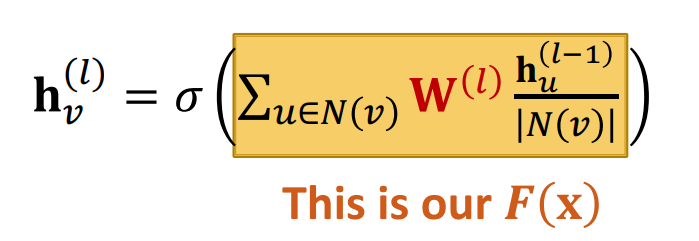 𝐡_v^(l) = σ(∑_{u∈N(v)} 𝐖^(l) 𝐡_u^(l−1) / |N(v)|)
This is our F(𝐱)